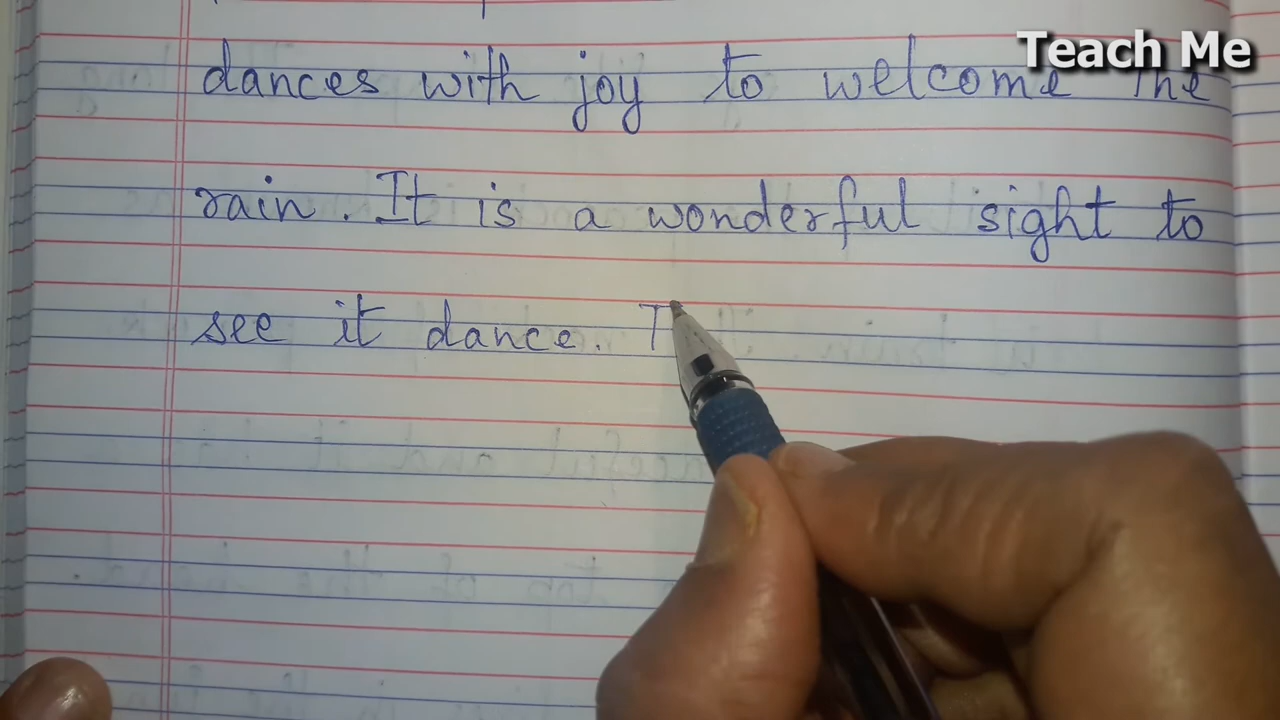 Teach Me
dances with joy to welcome the
rain. It is a wonderful sight to
see it dance. T